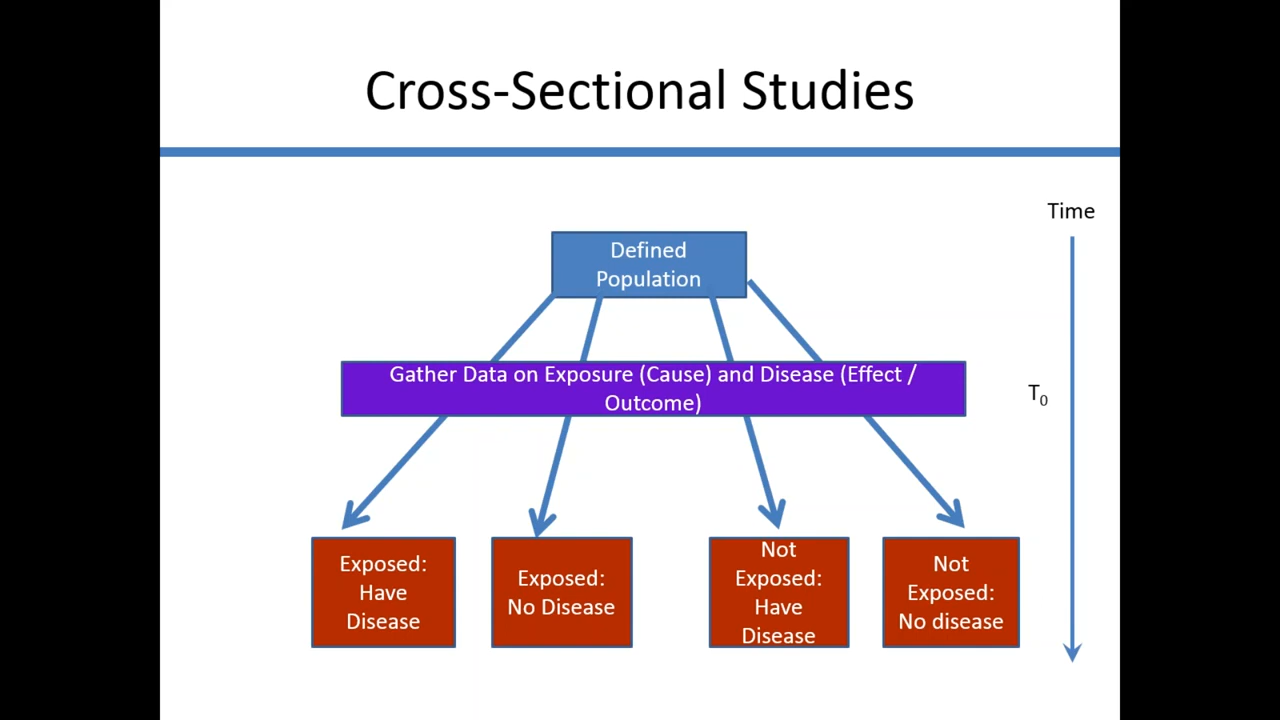 Cross-Sectional Studies
Time
Defined
Population
Gather Data on Exposure (Cause) and Disease (Effect /
Outcome)
T₀
Exposed:
Have
Disease
Exposed:
No Disease
Not
Exposed:
Have
Disease
Not
Exposed:
No disease